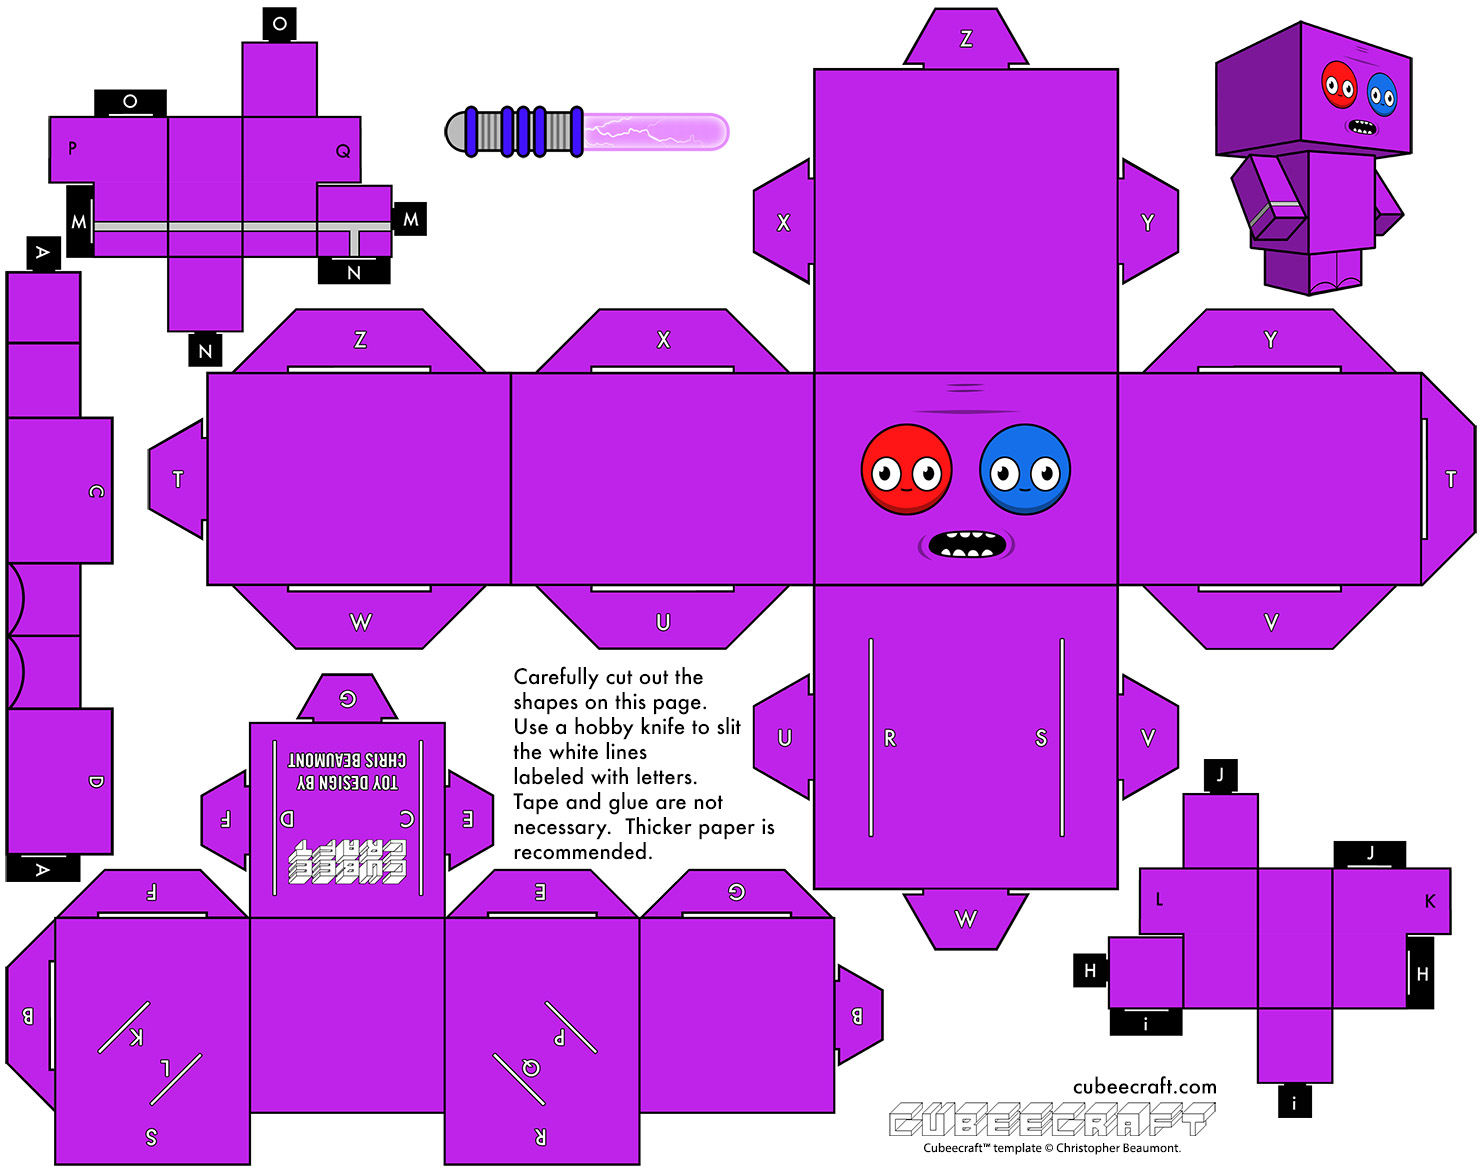 O
Z
O
P
Q
M
M
N
N
A
X
Y
Z
X
Y
T
T
C
W
U
V
Carefully cut out the
shapes on this page.
Use a hobby knife to slit
the white lines
labeled with letters.
Tape and glue are not
necessary. Thicker paper is
recommended.
U
R
S
V
W
D
A
G
TOY DESIGN BY
CHRIS BEAUMONT
F
D
C
E
CUBEE
CRAFT
F
E
G
B
K
L
P
Q
B
S
R
J
J
L
K
H
H
i
i
cubeecraft.com
CUBEECRAFT
Cubeecraft™ template © Christopher Beaumont.